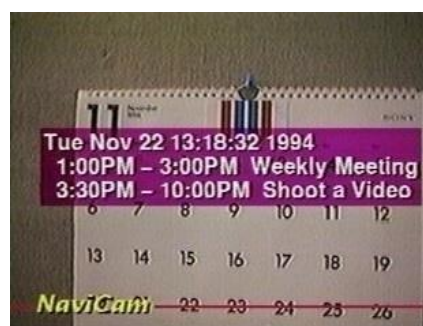 11 November
1994
SONY
Tue Nov 22 13:18:32 1994
1:00PM – 3:00PM Weekly Meeting
3:30PM – 10:00PM Shoot a Video
6 7 8 9 10 11 12
13 14 15 16 17 18 19
NaviCam 22 23 24 25 26